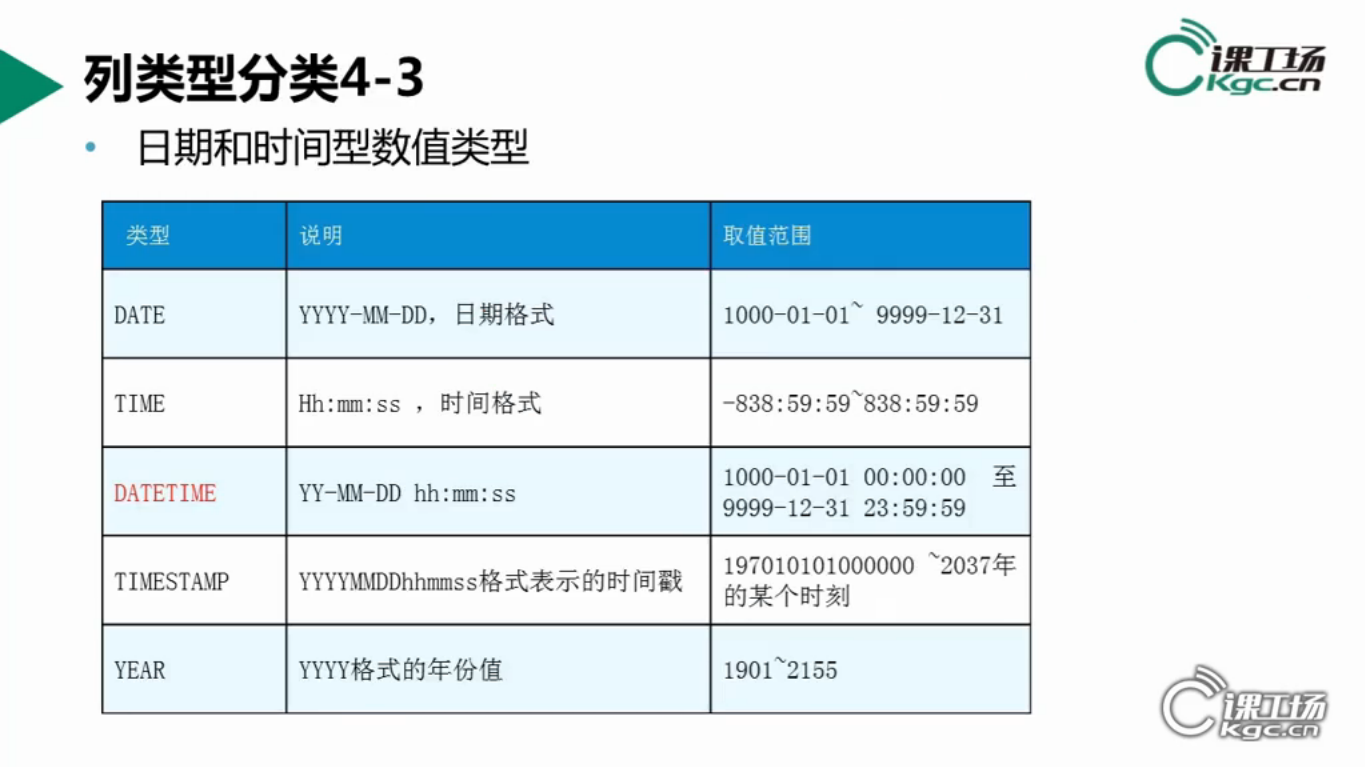 列类型分类4-3
课工场
Kgc.cn
• 日期和时间型数值类型
类型 说明 取值范围
DATE YYYY-MM-DD，日期格式 1000-01-01~ 9999-12-31
TIME Hh:mm:ss ，时间格式 -838:59:59~838:59:59
DATETIME YY-MM-DD hh:mm:ss 1000-01-01 00:00:00 至
9999-12-31 23:59:59
TIMESTAMP YYYYMMDDhhmmss格式表示的时间戳 197010101000000 ~2037年
的某个时刻
YEAR YYYY格式的年份值 1901~2155
课工场
kgc.cn